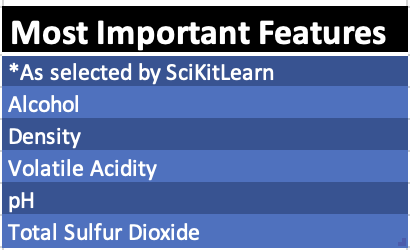 Most Important Features
*As selected by SciKitLearn
Alcohol
Density
Volatile Acidity
pH
Total Sulfur Dioxide